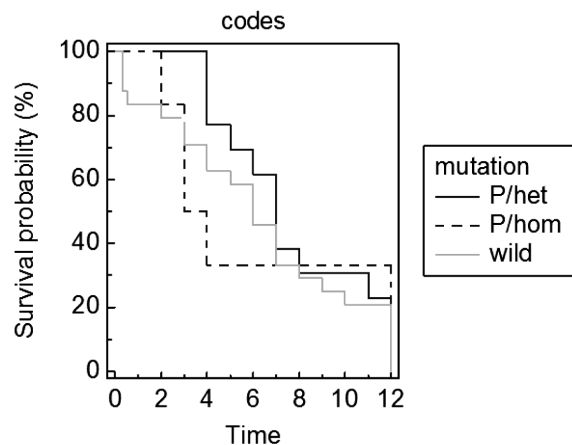 codes
Survival probability (%)
100
80
60
40
20
0
0 2 4 6 8 10 12
Time
mutation
P/het
P/hom
wild